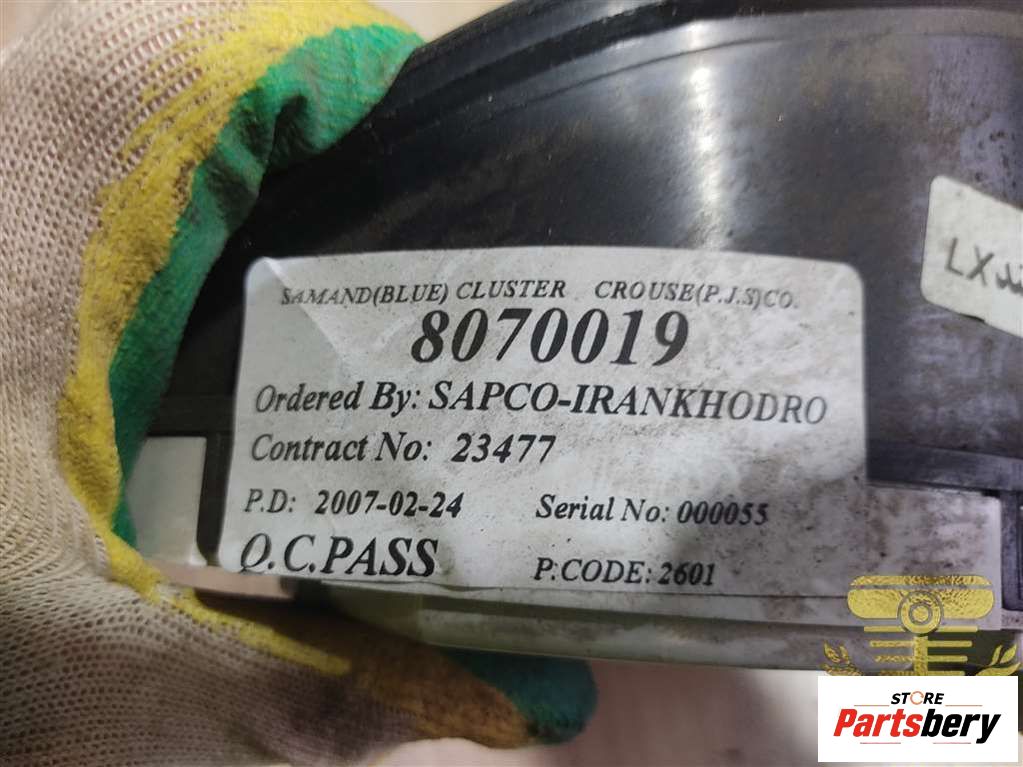 SAMAND(BLUE) CLUSTER CROUSE(P.J.S)CO.
8070019
Ordered By: SAPCO-IRANKHODRO
Contract No: 23477
P.D: 2007-02-24 Serial No: 000055
Q.C.PASS P.CODE: 2601
LX
STORE
Partsbery